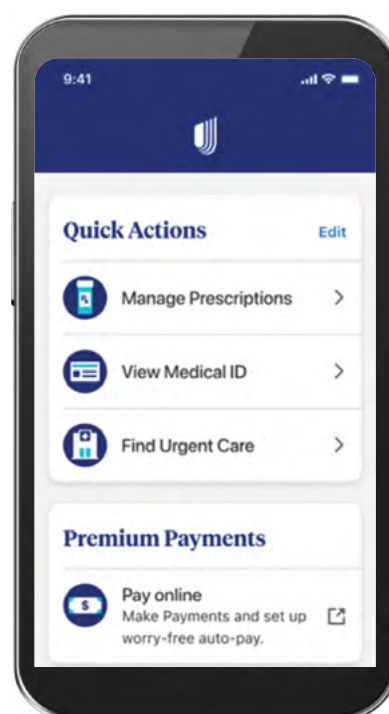 9:41
Quick Actions Edit
Manage Prescriptions
View Medical ID
Find Urgent Care
Premium Payments
Pay online
Make Payments and set up
worry-free auto-pay.